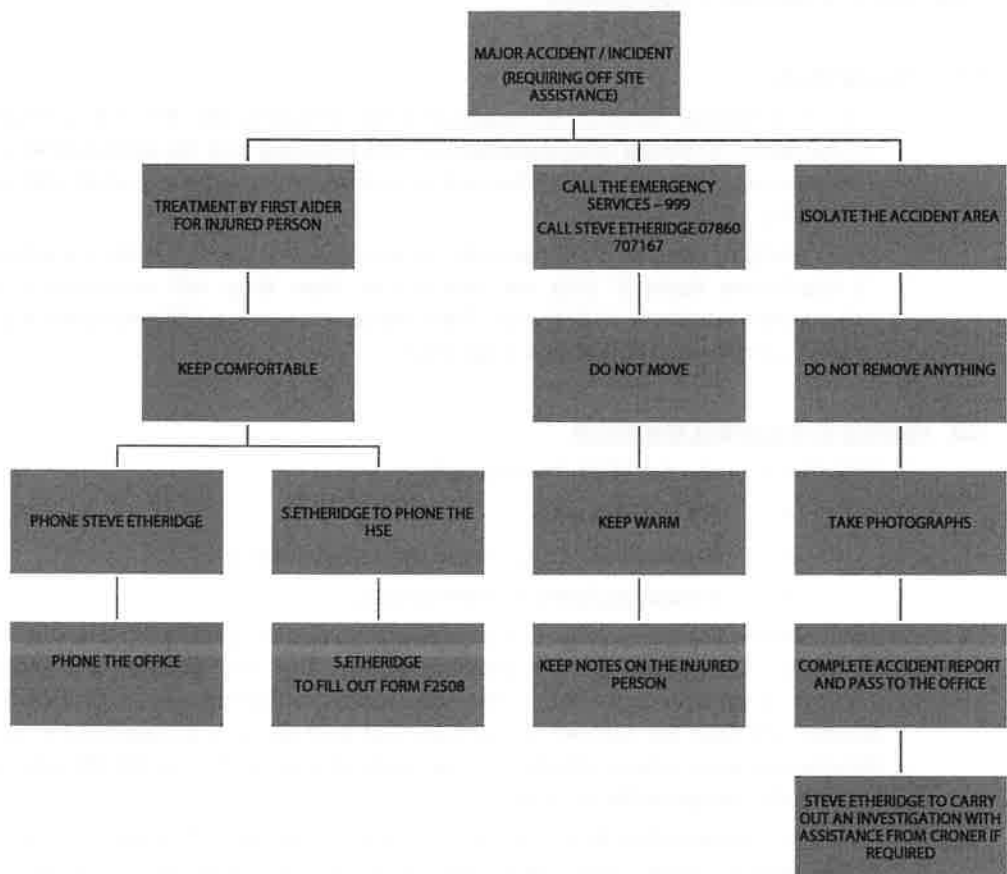 MAJOR ACCIDENT / INCIDENT
(REQUIRING OFF SITE
ASSISTANCE)
TREATMENT BY FIRST AIDER
FOR INJURED PERSON
CALL THE EMERGENCY
SERVICES – 999
CALL STEVE ETHERIDGE 07860
707167
ISOLATE THE ACCIDENT AREA
KEEP COMFORTABLE
DO NOT MOVE
DO NOT REMOVE ANYTHING
PHONE STEVE ETHERIDGE
S.ETHERIDGE TO PHONE THE
HSE
KEEP WARM
TAKE PHOTOGRAPHS
PHONE THE OFFICE
S.ETHERIDGE
TO FILL OUT FORM F2508
KEEP NOTES ON THE INJURED
PERSON
COMPLETE ACCIDENT REPORT
AND PASS TO THE OFFICE
STEVE ETHERIDGE TO CARRY
OUT AN INVESTIGATION WITH
ASSISTANCE FROM CRONER IF
REQUIRED